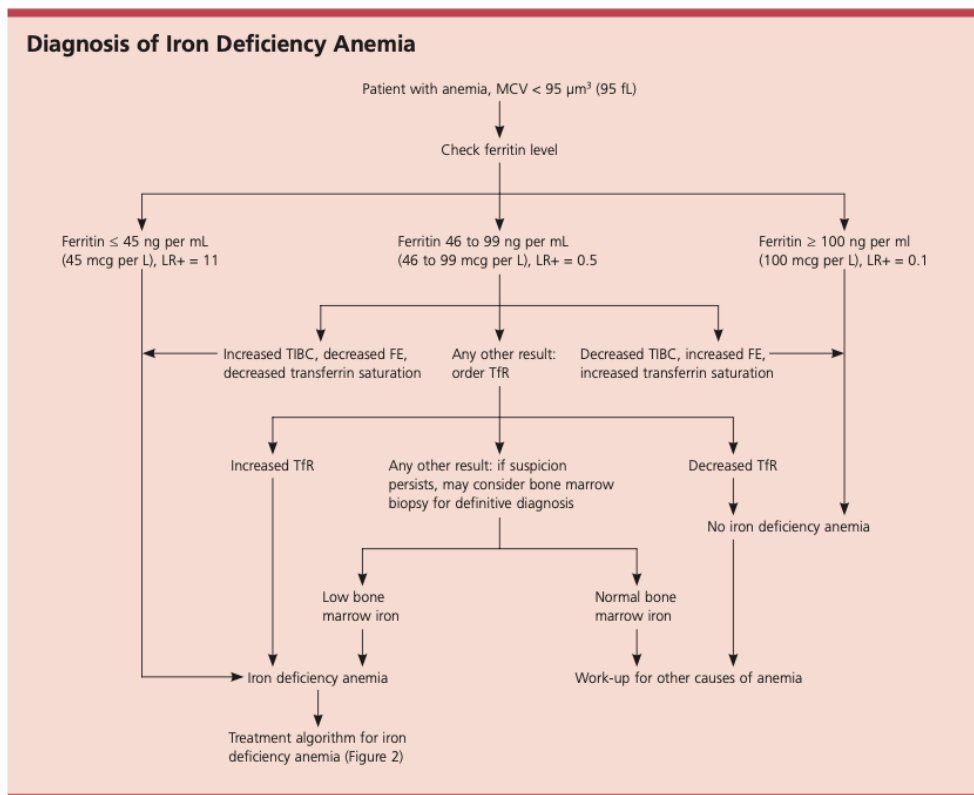 Diagnosis of Iron Deficiency Anemia
Patient with anemia, MCV < 95 µm³ (95 fL)
Check ferritin level
Ferritin ≤ 45 ng per mL
(45 mcg per L), LR+ = 11
Ferritin 46 to 99 ng per mL
(46 to 99 mcg per L), LR+ = 0.5
Ferritin ≥ 100 ng per ml
(100 mcg per L), LR+ = 0.1
Increased TIBC, decreased FE,
decreased transferrin saturation
Any other result:
order TfR
Decreased TIBC, increased FE,
increased transferrin saturation
Increased TfR
Any other result: if suspicion
persists, may consider bone marrow
biopsy for definitive diagnosis
Decreased TfR
No iron deficiency anemia
Low bone
marrow iron
Normal bone
marrow iron
Iron deficiency anemia
Work-up for other causes of anemia
Treatment algorithm for iron
deficiency anemia (Figure 2)